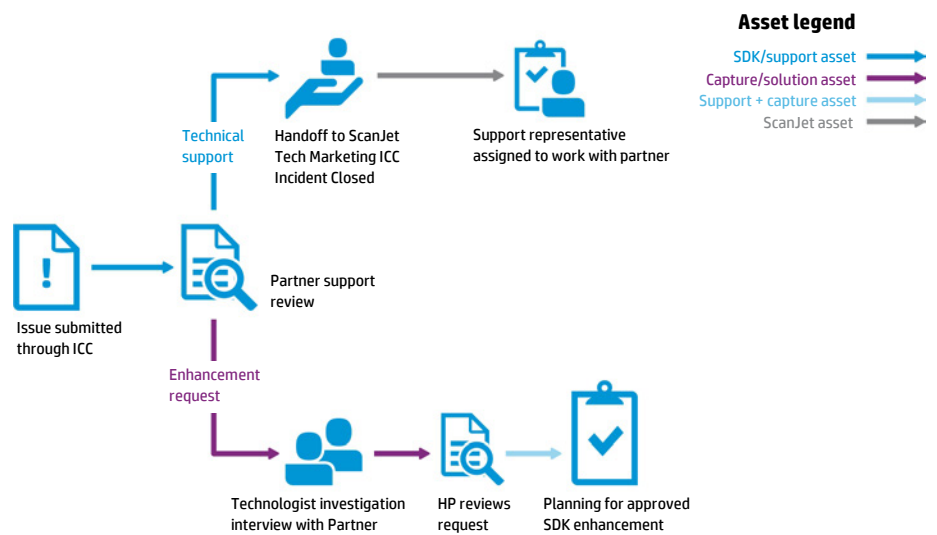 Asset legend
SDK/support asset
Capture/solution asset
Support + capture asset
ScanJet asset
Technical
support
Handoff to ScanJet
Tech Marketing ICC
Incident Closed
Support representative
assigned to work with partner
Issue submitted
through ICC
Partner support
review
Enhancement
request
Technologist investigation
interview with Partner
HP reviews
request
Planning for approved
SDK enhancement